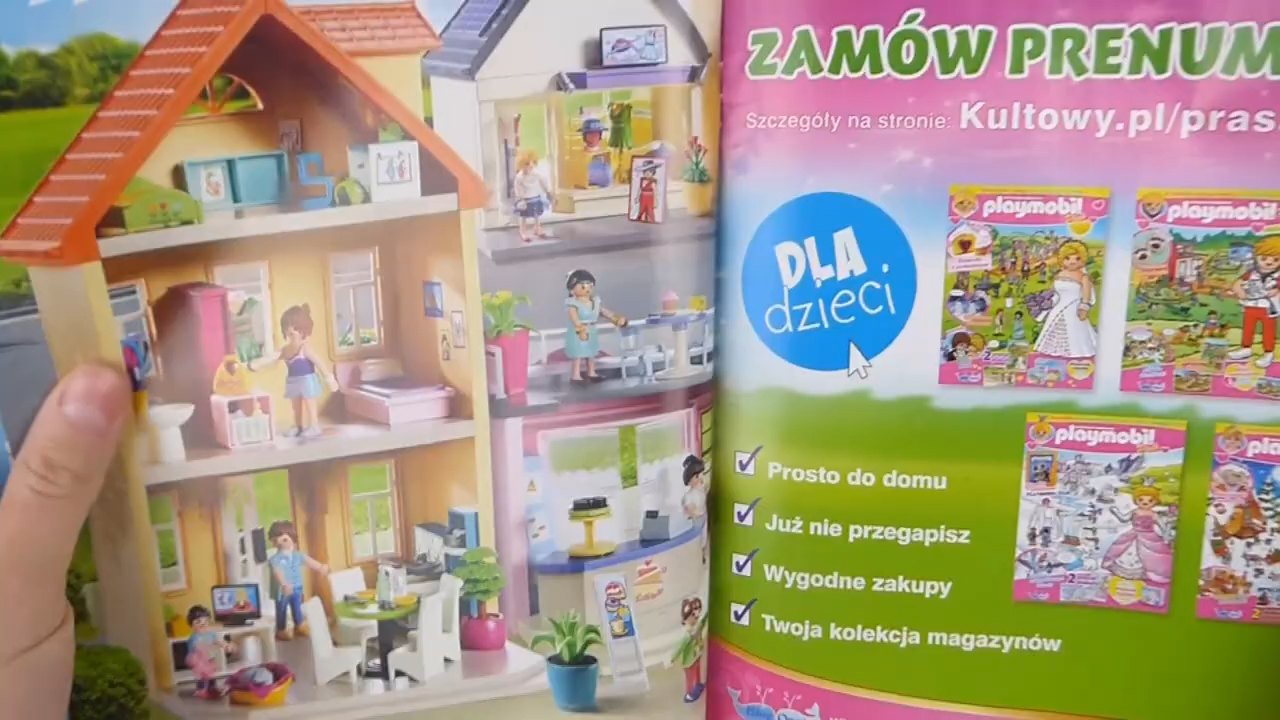 ZAMÓW PRENUM
Szczegóły na stronie: Kultowy.pl/pras
DLA
dzieci
playmobil
playmobil
Prosto do domu
Już nie przegapisz
Wygodne zakupy
Twoja kolekcja magazynów
playmobil
pla